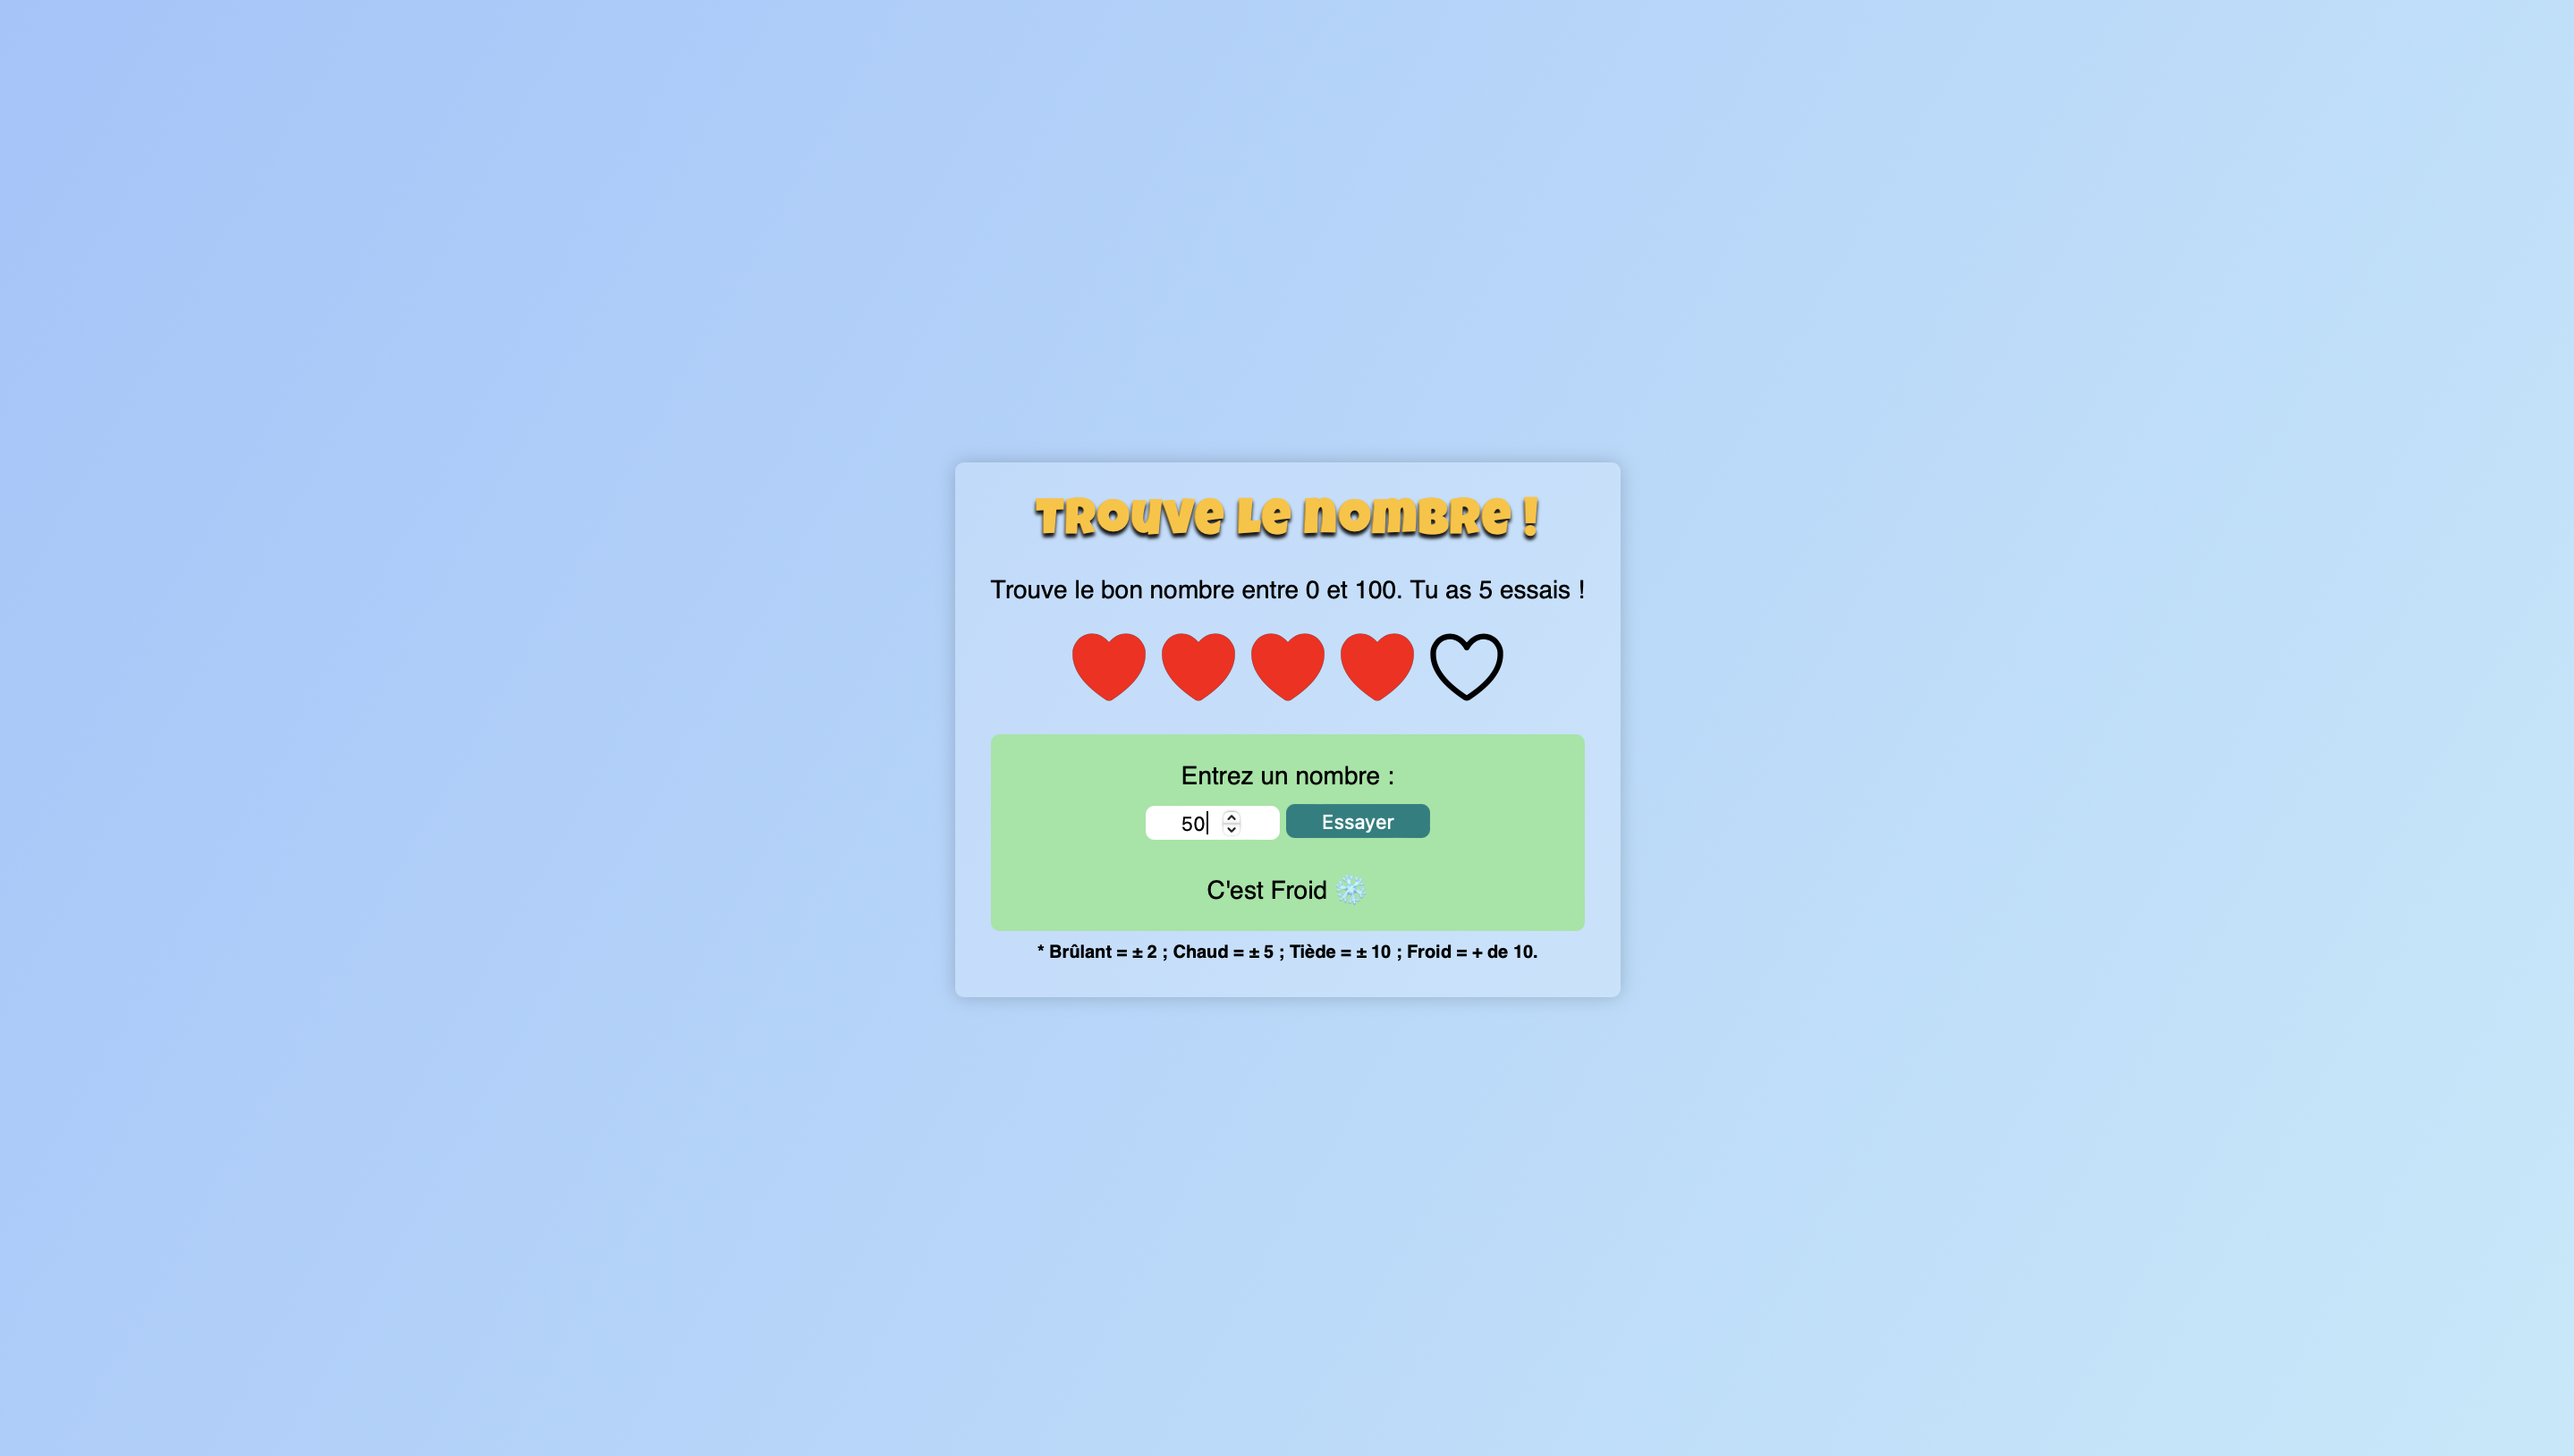 Trouve le nombre !
Trouve le bon nombre entre 0 et 100. Tu as 5 essais !
Entrez un nombre :
50 Essayer
C'est Froid ❄️
* Brûlant = ± 2 ; Chaud = ± 5 ; Tiède = ± 10 ; Froid = + de 10.